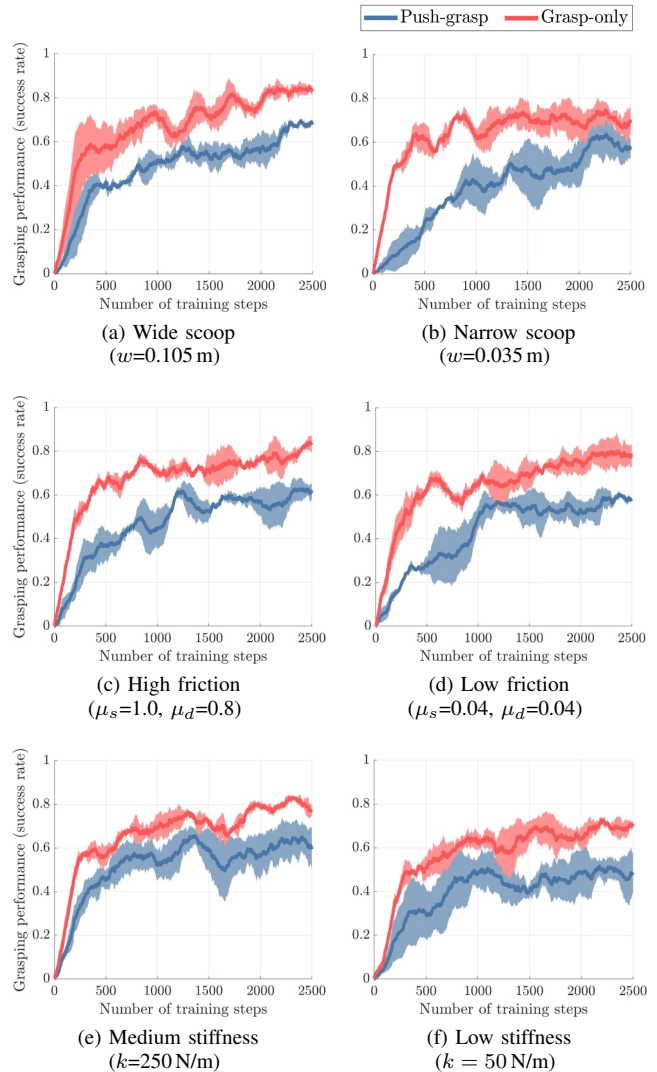 Push-grasp Grasp-only
Grasping performance (success rate)
1
0.8
0.6
0.4
0.2
0
0 500 1000 1500 2000 2500
Number of training steps
(a) Wide scoop
(w=0.105 m)
1
0.8
0.6
0.4
0.2
0
0 500 1000 1500 2000 2500
Number of training steps
(b) Narrow scoop
(w=0.035 m)
Grasping performance (success rate)
1
0.8
0.6
0.4
0.2
0
0 500 1000 1500 2000 2500
Number of training steps
(c) High friction
(μs=1.0, μd=0.8)
1
0.8
0.6
0.4
0.2
0
0 500 1000 1500 2000 2500
Number of training steps
(d) Low friction
(μs=0.04, μd=0.04)
Grasping performance (success rate)
1
0.8
0.6
0.4
0.2
0
0 500 1000 1500 2000 2500
Number of training steps
(e) Medium stiffness
(k=250 N/m)
1
0.8
0.6
0.4
0.2
0
0 500 1000 1500 2000 2500
Number of training steps
(f) Low stiffness
(k = 50 N/m)